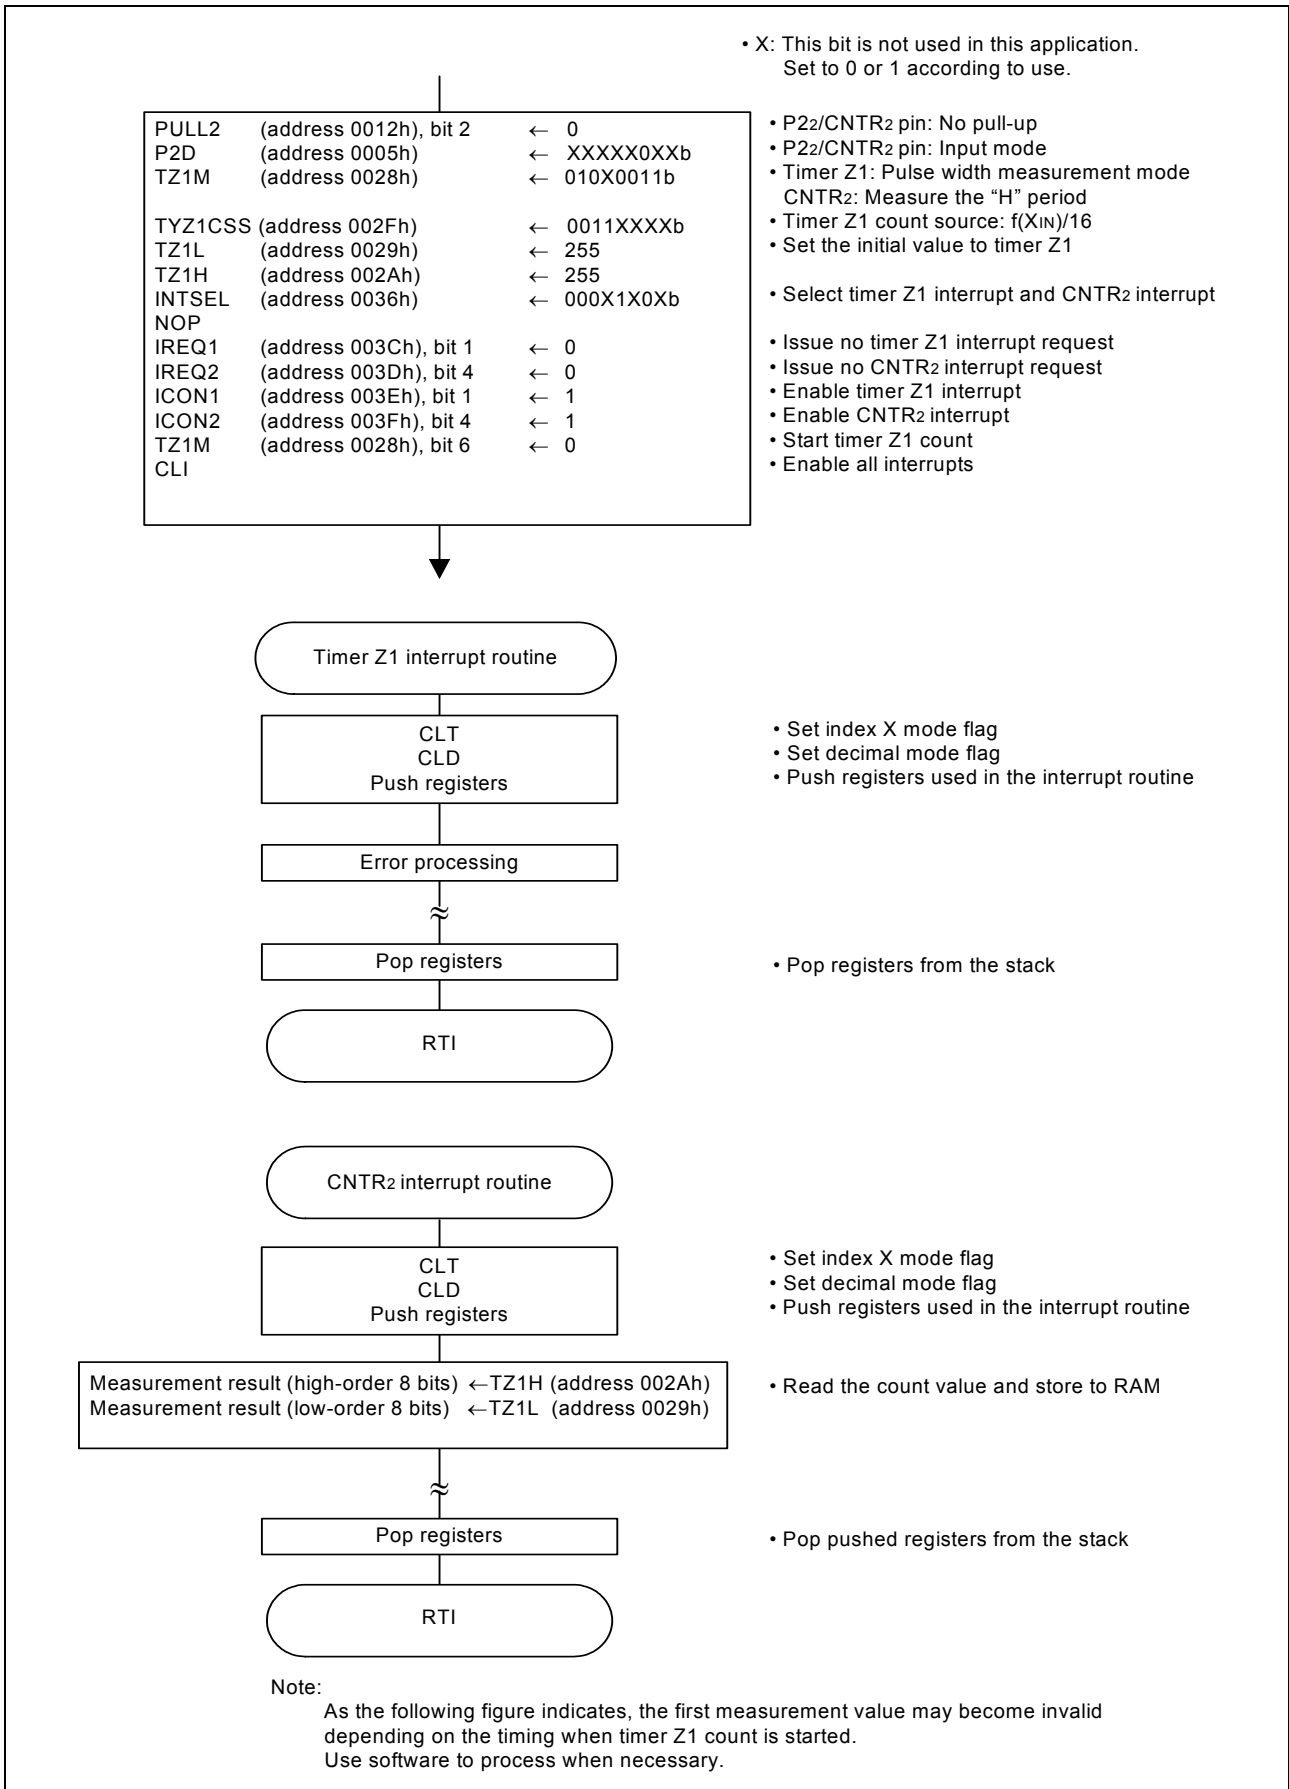 • X: This bit is not used in this application.
Set to 0 or 1 according to use.
PULL2 (address 0012h), bit 2 ← 0 • P22/CNTR2 pin: No pull-up
P2D (address 0005h) ← XXXXX0XXb • P22/CNTR2 pin: Input mode
TZ1M (address 0028h) ← 010X0011b • Timer Z1: Pulse width measurement mode
CNTR2: Measure the “H” period
TYZ1CSS (address 002Fh) ← 0011XXXXb • Timer Z1 count source: f(XIN)/16
TZ1L (address 0029h) ← 255 • Set the initial value to timer Z1
TZ1H (address 002Ah) ← 255
INTSEL (address 0036h) ← 000X1X0Xb • Select timer Z1 interrupt and CNTR2 interrupt
NOP
IREQ1 (address 003Ch), bit 1 ← 0 • Issue no timer Z1 interrupt request
IREQ2 (address 003Dh), bit 4 ← 0 • Issue no CNTR2 interrupt request
ICON1 (address 003Eh), bit 1 ← 1 • Enable timer Z1 interrupt
ICON2 (address 003Fh), bit 4 ← 1 • Enable CNTR2 interrupt
TZ1M (address 0028h), bit 6 ← 0 • Start timer Z1 count
CLI • Enable all interrupts
Timer Z1 interrupt routine
CLT • Set index X mode flag
CLD • Set decimal mode flag
Push registers • Push registers used in the interrupt routine
Error processing
≈
Pop registers • Pop registers from the stack
RTI
CNTR2 interrupt routine
CLT • Set index X mode flag
CLD • Set decimal mode flag
Push registers • Push registers used in the interrupt routine
Measurement result (high-order 8 bits) ←TZ1H (address 002Ah) • Read the count value and store to RAM
Measurement result (low-order 8 bits) ←TZ1L (address 0029h)
≈
Pop registers • Pop pushed registers from the stack
RTI
Note:
As the following figure indicates, the first measurement value may become invalid
depending on the timing when timer Z1 count is started.
Use software to process when necessary.